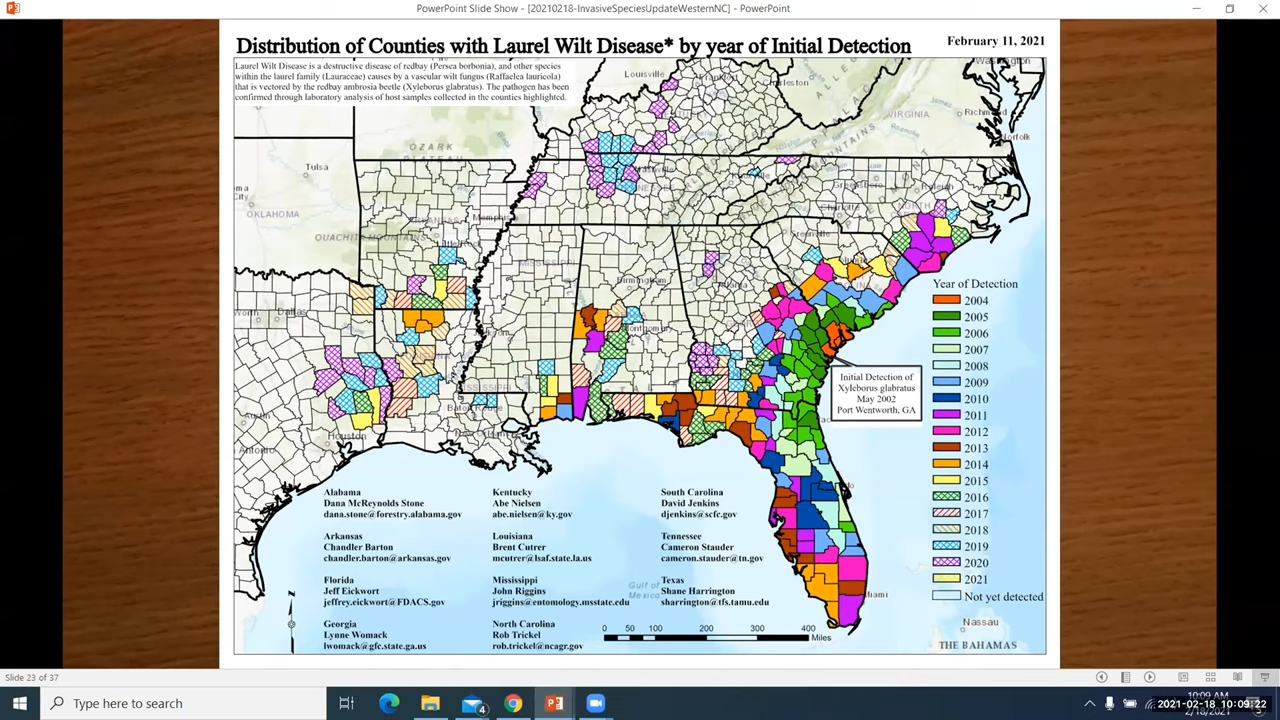 PowerPoint Slide Show - [20210218-InvasiveSpeciesUpdateWesternNC] - PowerPoint
Distribution of Counties with Laurel Wilt Disease* by year of Initial Detection
February 11, 2021
Laurel Wilt Disease is a destructive disease of redbay (Persea borbonia), and other species
within the laurel family (Lauraceae) causes by a vascular wilt fungus (Raffaelea lauricola)
that is vectored by the redbay ambrosia beetle (Xyleborus glabratus). The pathogen has been
confirmed through laboratory analysis of host samples collected in the counties highlighted.
Louisville
Charleston
VIRGINIA
Norfolk
OZARK
Tulsa
OKLAHOMA
OUACHITA MOUNTAINS
Greenville
Birmingham
Montgomery
Houston
Baton Rouge
Year of Detection
2004
2005
2006
2007
2008
2009
2010
2011
2012
2013
2014
2015
2016
2017
2018
2019
2020
2021
Not yet detected
Initial Detection of
Xyleborus glabratus
May 2002
Port Wentworth, GA
Alabama
Dana McReynolds Stone
dana.stone@forestry.alabama.gov
Arkansas
Chandler Barton
chandler.barton@arkansas.gov
Florida
Jeff Eickwort
jeffrey.eickwort@FDACS.gov
Georgia
Lynne Womack
lwomack@gfc.state.ga.us
Kentucky
Abe Nielsen
abe.nielsen@ky.gov
Louisiana
Brent Cutrer
mcutrer@lsaf.state.la.us
Mississippi
John Riggins
jriggins@entomology.msstate.edu
North Carolina
Rob Trickel
rob.trickel@ncagr.gov
South Carolina
David Jenkins
djenkins@scfc.gov
Tennessee
Cameron Stauder
cameron.stauder@tn.gov
Texas
Shane Harrington
sharrington@tfs.tamu.edu
Gulf of
Mexico
N
0 50 100 200 300 400
Miles
Nassau
THE BAHAMAS
Slide 23 of 37
Type here to search
4
10:09 AM
2021-02-18 10:09:22